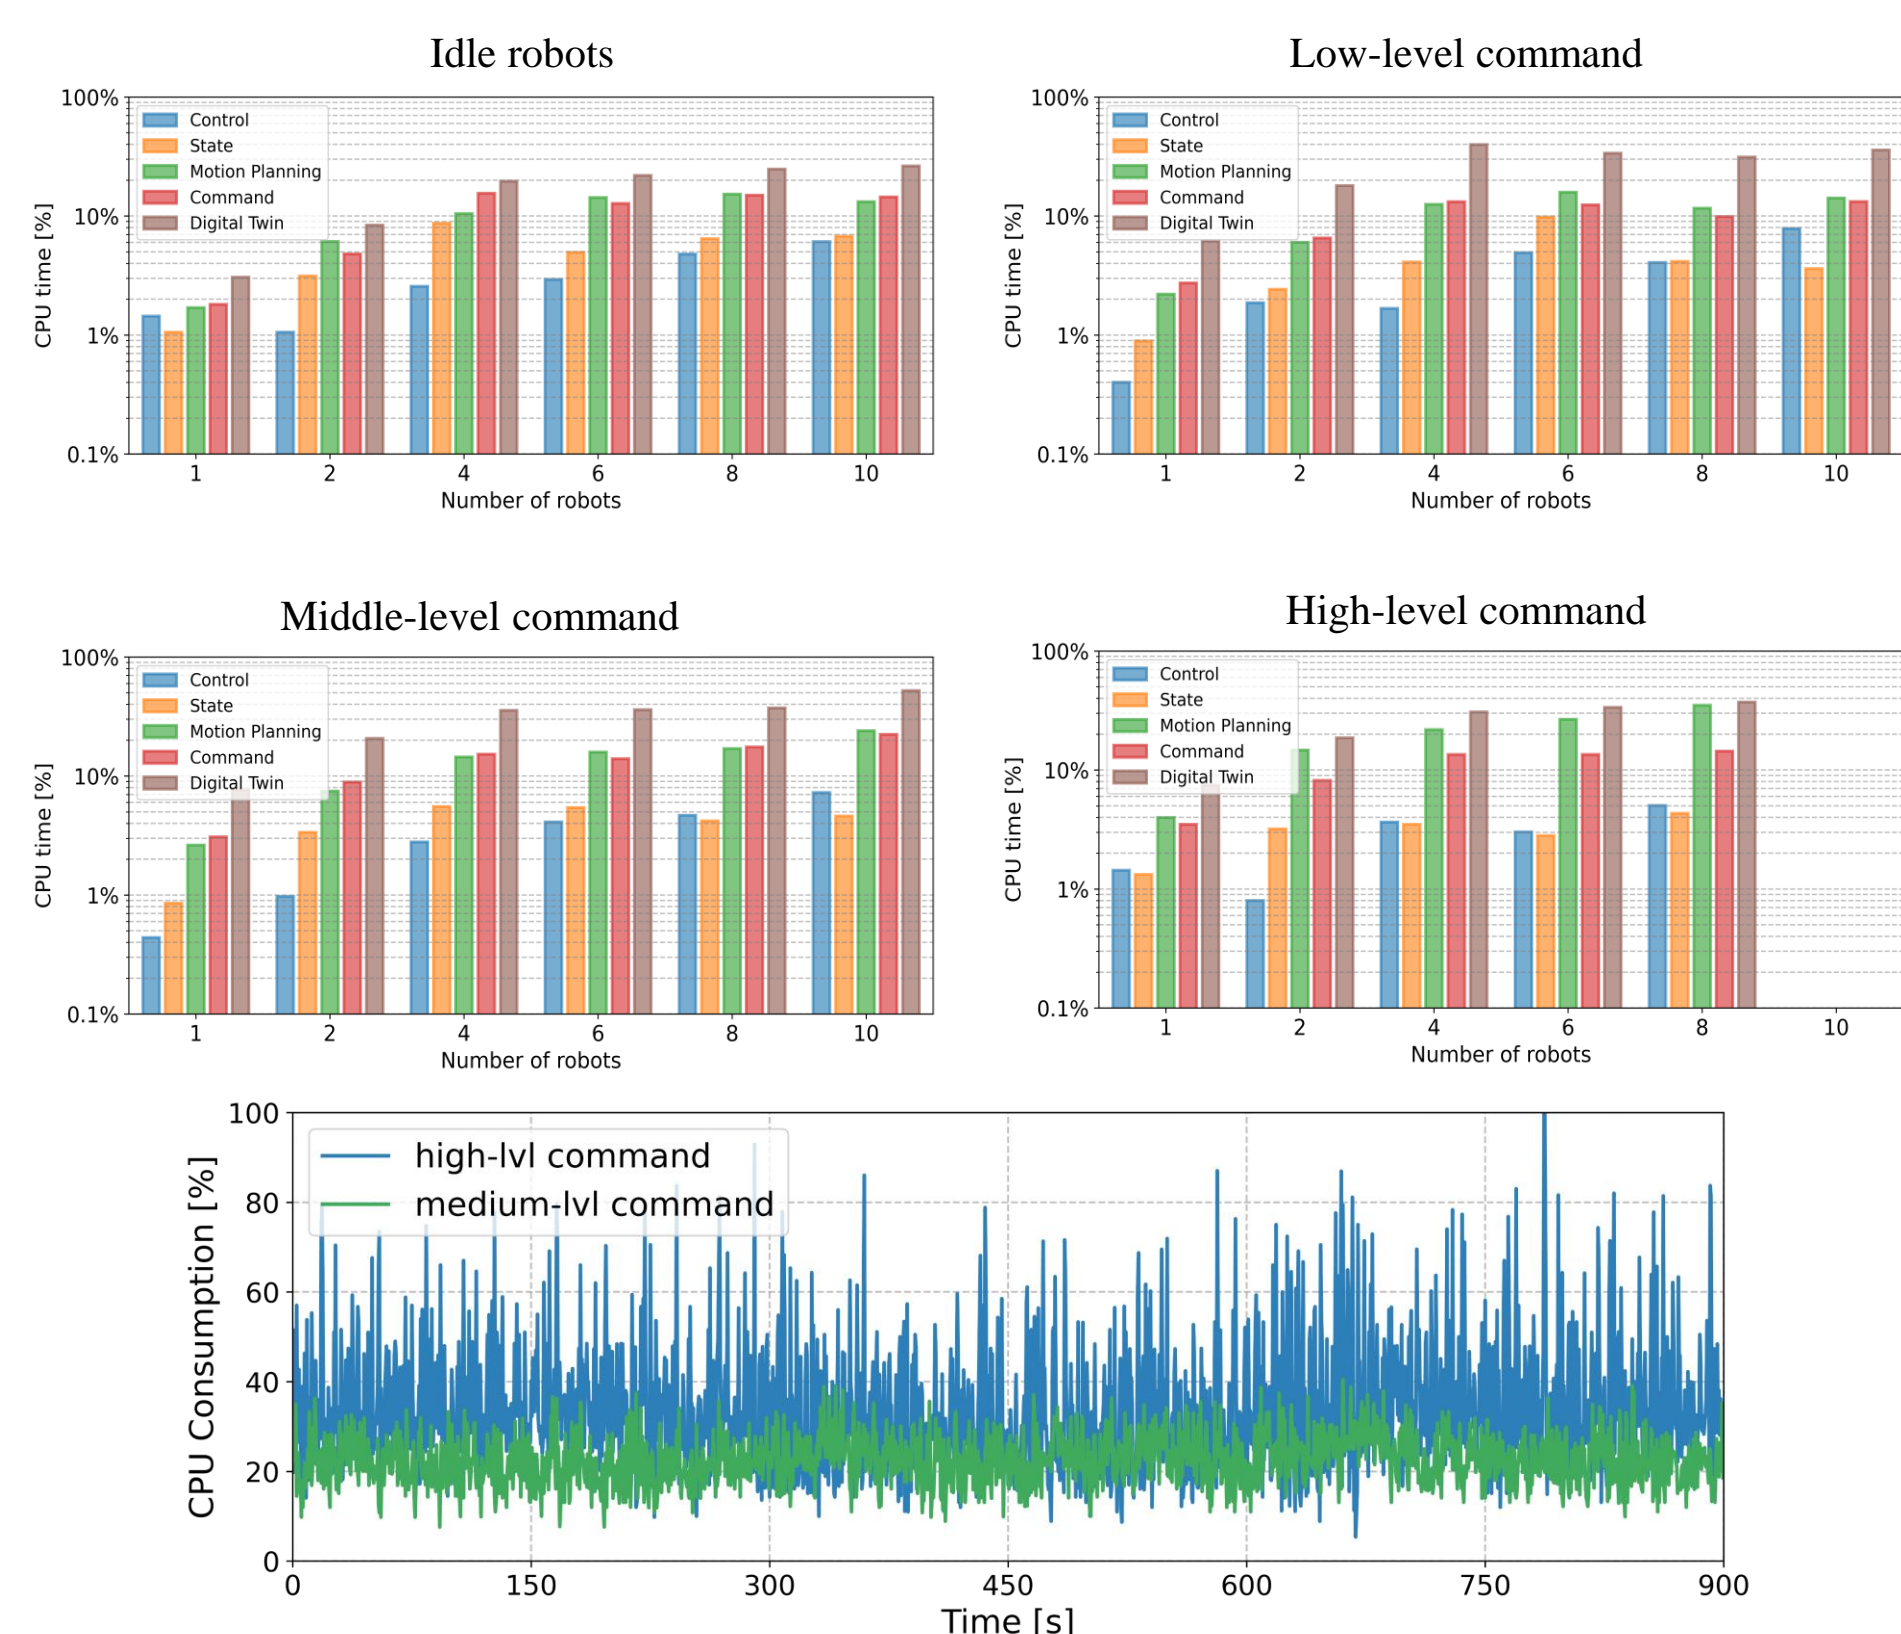 Idle robots
100%
10%
1%
0.1%
CPU time [%]
Control
State
Motion Planning
Command
Digital Twin
1 2 4 6 8 10
Number of robots
Low-level command
100%
10%
1%
0.1%
CPU time [%]
Control
State
Motion Planning
Command
Digital Twin
1 2 4 6 8 10
Number of robots
Middle-level command
100%
10%
1%
0.1%
CPU time [%]
Control
State
Motion Planning
Command
Digital Twin
1 2 4 6 8 10
Number of robots
High-level command
100%
10%
1%
0.1%
CPU time [%]
Control
State
Motion Planning
Command
Digital Twin
1 2 4 6 8 10
Number of robots
100
80
60
40
20
0
CPU Consumption [%]
high-lvl command
medium-lvl command
0 150 300 450 600 750 900
Time [s]